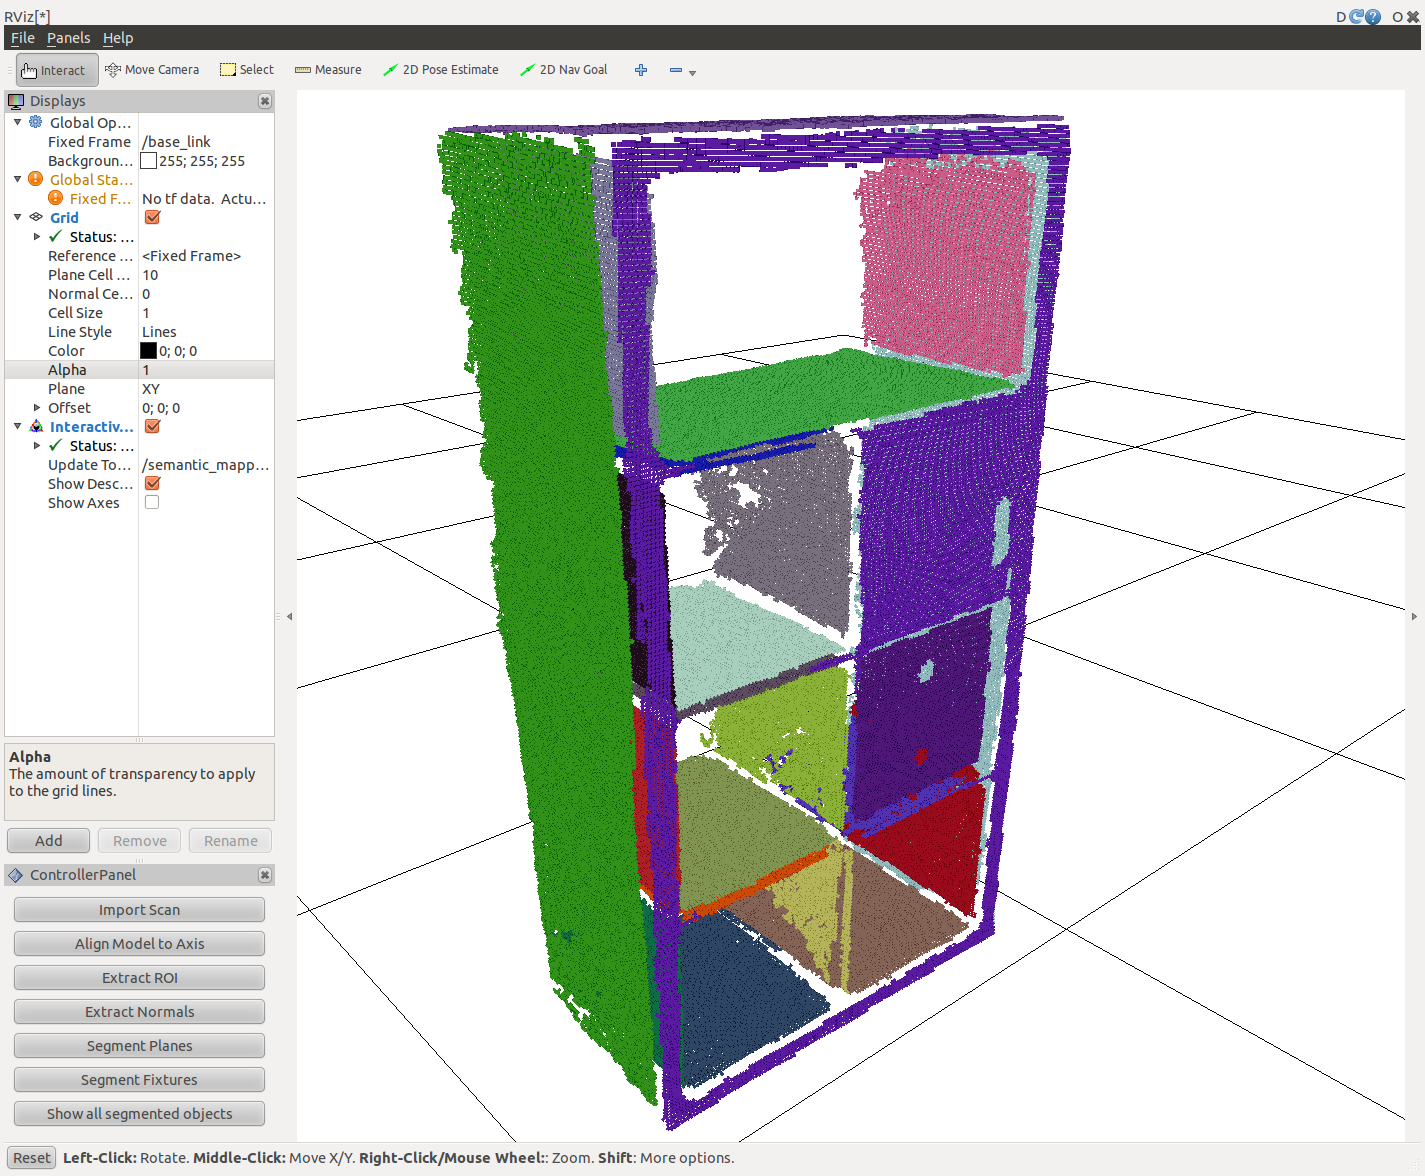 RViz[*]
D O
File Panels Help
Interact Move Camera Select Measure 2D Pose Estimate 2D Nav Goal
Displays
Global Op...
Fixed Frame /base_link
Backgroun... 255; 255; 255
Global Sta...
Fixed F... No tf data. Actu...
Grid
Status: ...
Reference ... <Fixed Frame>
Plane Cell ... 10
Normal Ce... 0
Cell Size 1
Line Style Lines
Color 0; 0; 0
Alpha 1
Plane XY
Offset 0; 0; 0
Interactiv...
Status: ...
Update To... /semantic_mapp...
Show Desc...
Show Axes
Alpha
The amount of transparency to apply
to the grid lines.
Add Remove Rename
ControllerPanel
Import Scan
Align Model to Axis
Extract ROI
Extract Normals
Segment Planes
Segment Fixtures
Show all segmented objects
Reset Left-Click: Rotate. Middle-Click: Move X/Y. Right-Click/Mouse Wheel:: Zoom. Shift: More options.